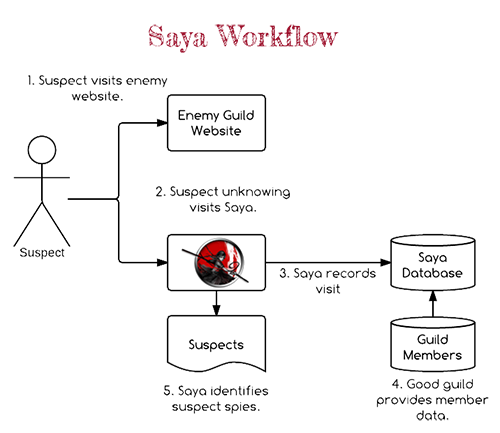 Saya Workflow
1. Suspect visits enemy
website.
Enemy Guild
Website
2. Suspect unknowing
visits Saya.
Suspect
3. Saya records
visit
Saya
Database
Suspects
Guild
Members
5. Saya identifies
suspect spies.
4. Good guild
provides member
data.